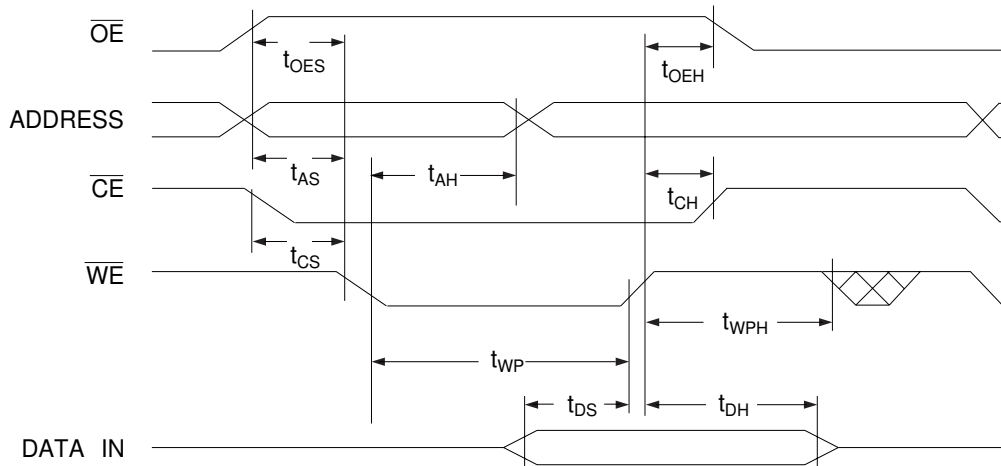 OE
tOES
tOEH
ADDRESS
tAS
tAH
CE
tCH
tCS
WE
tWPH
tWP
tDS
tDH
DATA IN